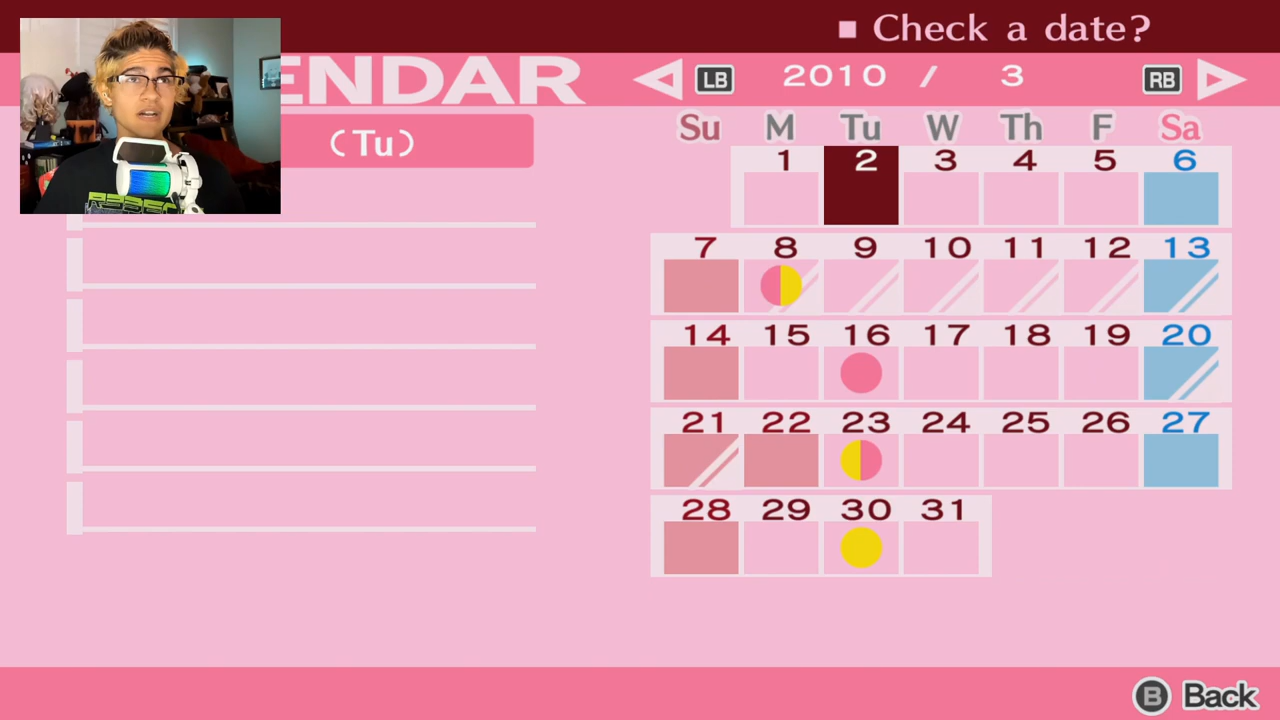 ■ Check a date?
ENDAR
LB 2010 / 3 RB
(Tu)
Su M Tu W Th F Sa
1 2 3 4 5 6
7 8 9 10 11 12 13
14 15 16 17 18 19 20
21 22 23 24 25 26 27
28 29 30 31
B Back